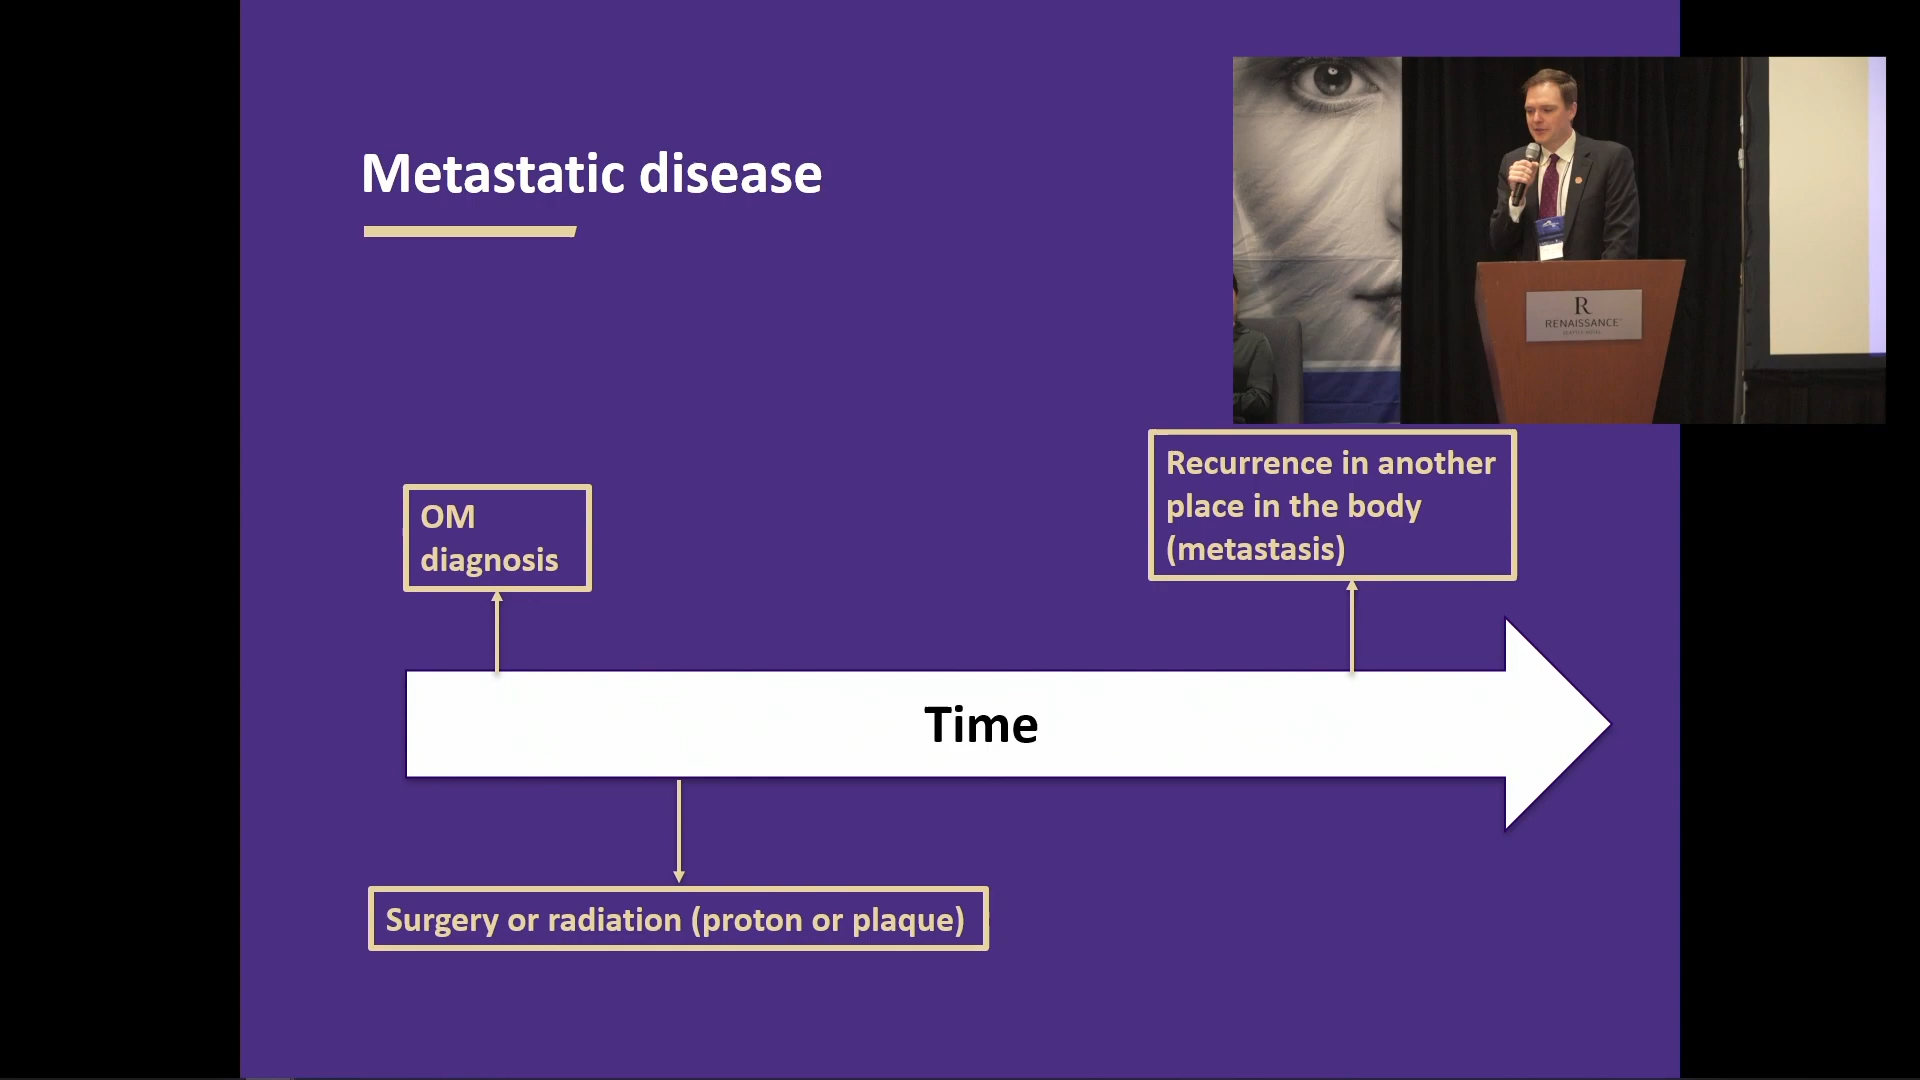 Metastatic disease
OM
diagnosis
Recurrence in another
place in the body
(metastasis)
Time
Surgery or radiation (proton or plaque)
R
RENAISSANCE